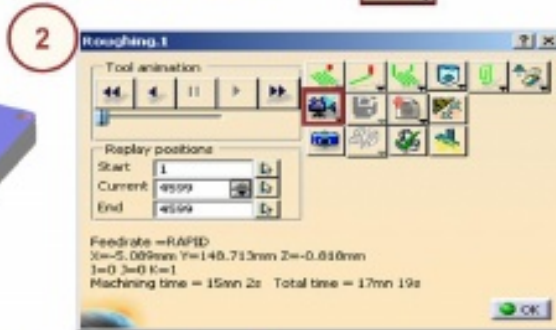 2
Roughing.1
Tool animation
Replay positions
Start 1
Current 4599
End 4599
Feedrate =RAPID
X=-5.089mm Y=148.713mm Z=-0.818mm
I=0 J=0 K=1
Machining time = 15mn 2s Total time = 17mn 19s
OK